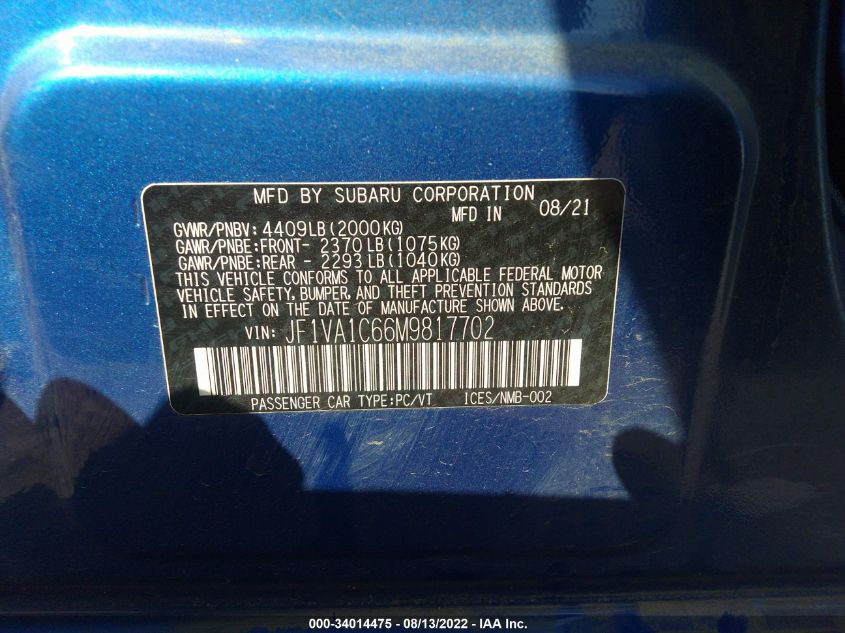 MFD BY SUBARU CORPORATION
MFD IN 08/21
GVWR/PNBV: 4409LB(2000KG)
GAWR/PNBE:FRONT- 2370LB(1075KG)
GAWR/PNBE:REAR - 2293LB(1040KG)
THIS VEHICLE CONFORMS TO ALL APPLICABLE FEDERAL MOTOR
VEHICLE SAFETY, BUMPER, AND THEFT PREVENTION STANDARDS
IN EFFECT ON THE DATE OF MANUFACTURE SHOWN ABOVE.
VIN: JF1VA1C66M9817702
PASSENGER CAR TYPE:PC/VT ICES/NMB-002
000-34014475 - 08/13/2022 - IAA Inc.